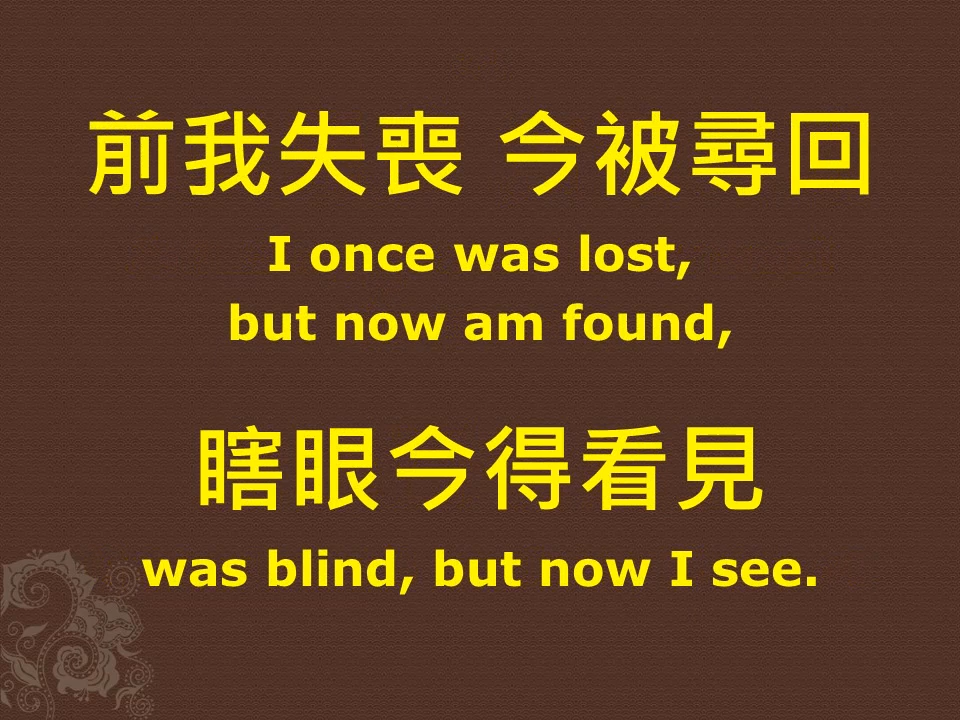 前我失喪 今被尋回
I once was lost,
but now am found,
瞎眼今得看見
was blind, but now I see.